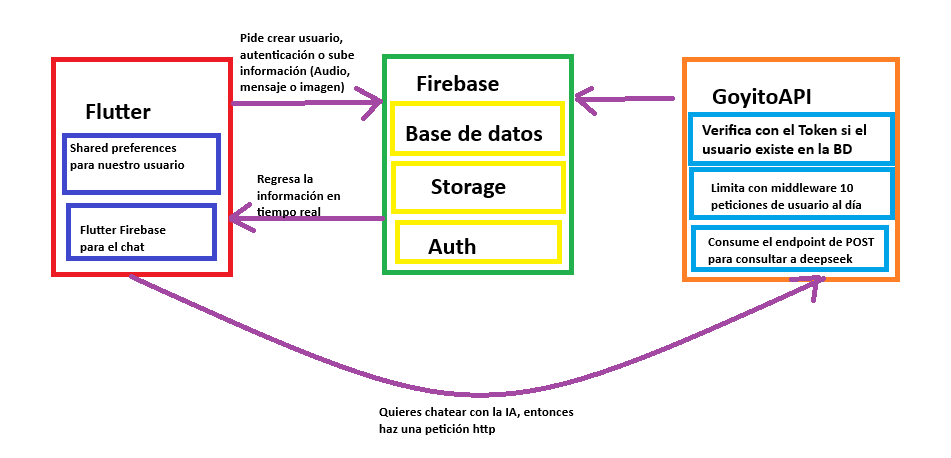 Pide crear usuario,
autenticación o sube
información (Audio,
mensaje o imagen)
Flutter
Shared preferences
para nuestro usuario
Flutter Firebase
para el chat
Regresa la
información en
tiempo real
Firebase
Base de datos
Storage
Auth
GoyitoAPI
Verifica con el Token si el
usuario existe en la BD
Limita con middleware 10
peticiones de usuario al día
Consume el endpoint de POST
para consultar a deepseek
Quieres chatear con la IA, entonces
haz una petición http